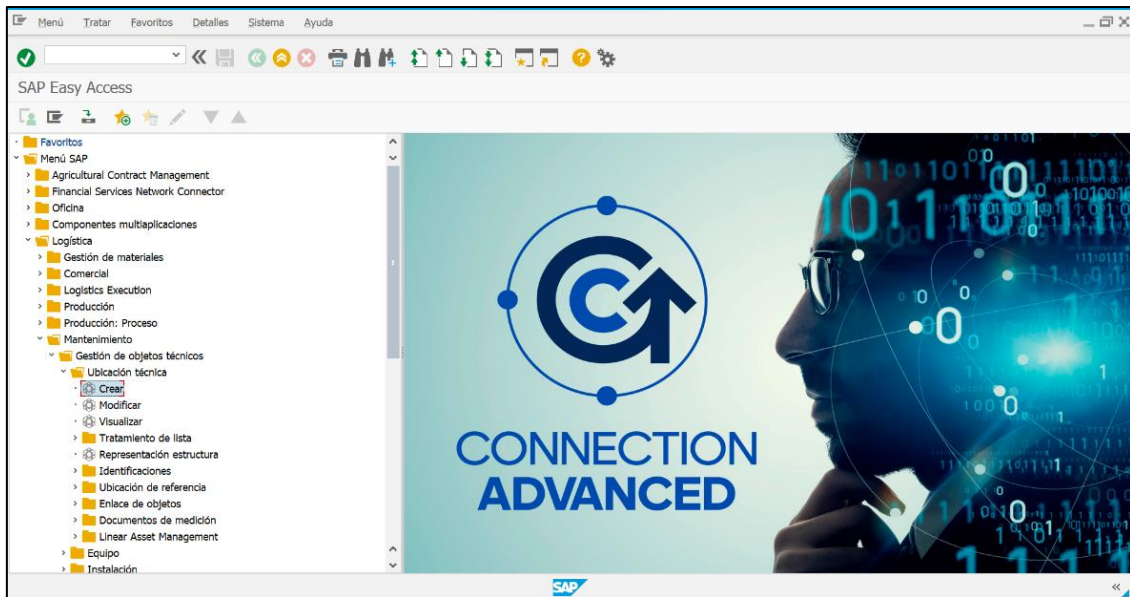 Menú Tratar Favoritos Detalles Sistema Ayuda
SAP Easy Access
Favoritos
Menú SAP
Agricultural Contract Management
Financial Services Network Connector
Oficina
Componentes multiaplicaciones
Logística
Gestión de materiales
Comercial
Logistics Execution
Producción
Producción: Proceso
Mantenimiento
Gestión de objetos técnicos
Ubicación técnica
Crear
Modificar
Visualizar
Tratamiento de lista
Representación estructura
Identificaciones
Ubicación de referencia
Enlace de objetos
Documentos de medición
Linear Asset Management
Equipo
Instalación
CONNECTION
ADVANCED
SAP